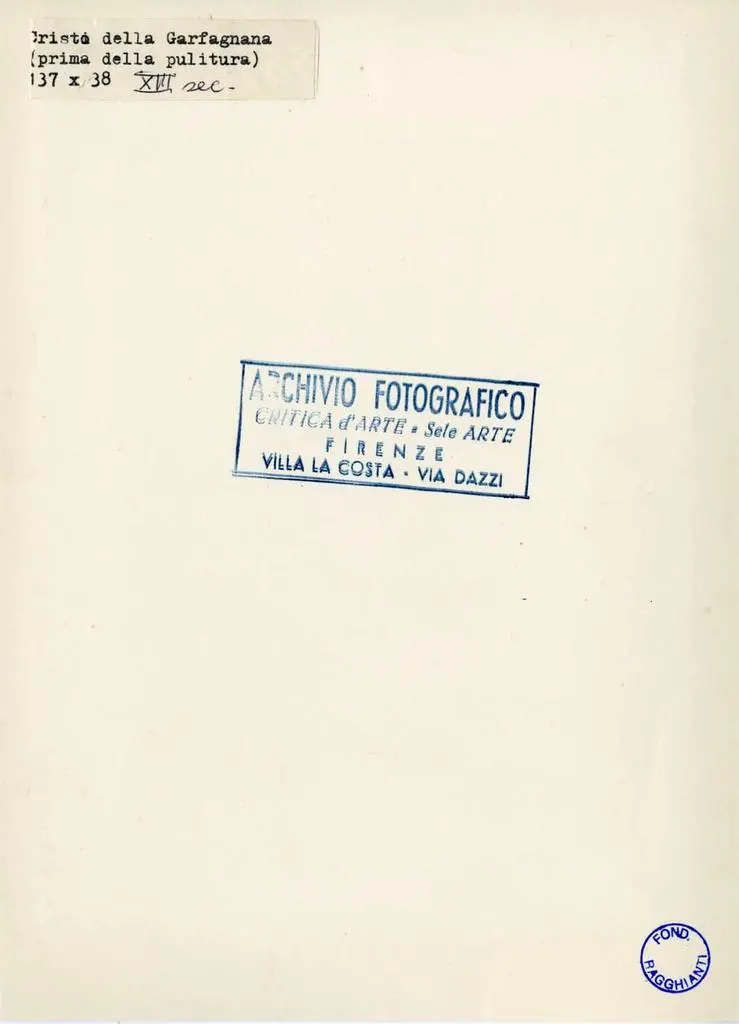 Cristo della Garfagnana
(prima della pulitura)
137 x 38 XIII sec.
ARCHIVIO FOTOGRAFICO
CRITICA d'ARTE - Sele ARTE
FIRENZE
VILLA LA COSTA - VIA DAZZI
FOND.
RAGGHIANTI